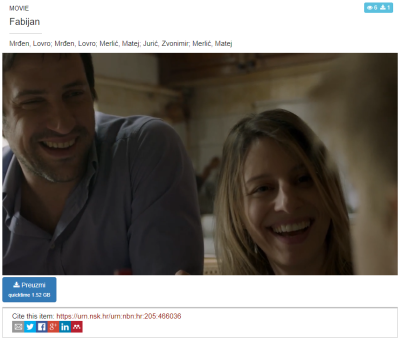 MOVIE
6 1
Fabijan
Mrđen, Lovro; Mrđen, Lovro; Merlić, Matej; Jurić, Zvonimir; Merlić, Matej
Preuzmi
quicktime 1.52 GB
Cite this item: https://urn.nsk.hr/urn:nbn:hr:205:466036